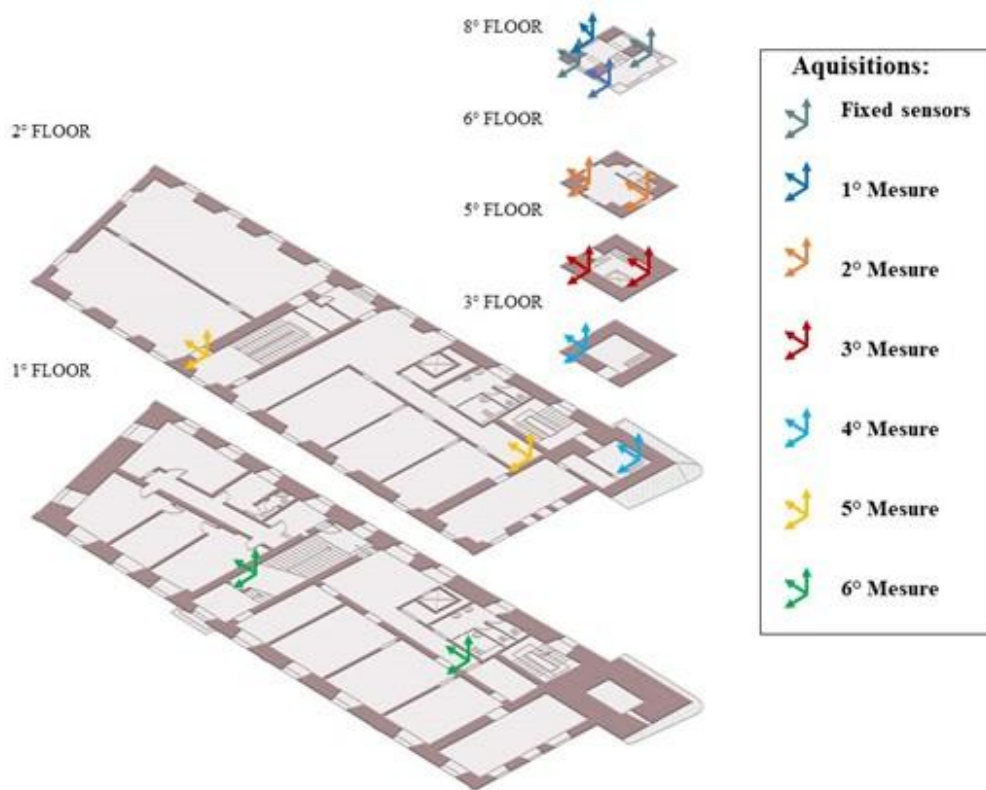 8° FLOOR
6° FLOOR
2° FLOOR
5° FLOOR
3° FLOOR
1° FLOOR
Aquisitions:
Fixed sensors
1° Mesure
2° Mesure
3° Mesure
4° Mesure
5° Mesure
6° Mesure